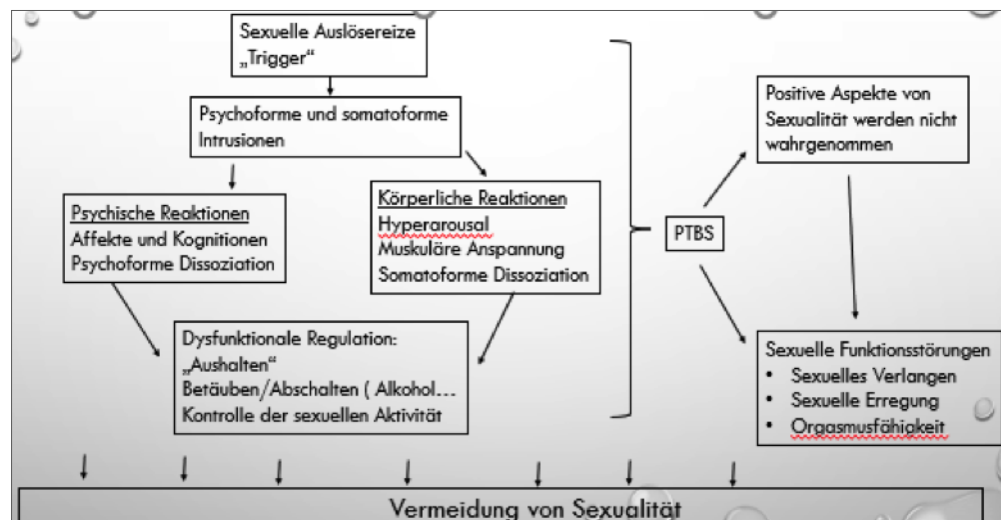 Sexuelle Auslösereize
„Trigger“
Psychoforme und somatoforme
Intrusionen
Psychische Reaktionen
Affekte und Kognitionen
Psychoforme Dissoziation
Körperliche Reaktionen
Hyperarousal
Muskuläre Anspannung
Somatoforme Dissoziation
Dysfunktionale Regulation:
„Aushalten“
Betäuben/Abschalten ( Alkohol...
Kontrolle der sexuellen Aktivität
PTBS
Positive Aspekte von
Sexualität werden nicht
wahrgenommen
Sexuelle Funktionsstörungen
• Sexuelles Verlangen
• Sexuelle Erregung
• Orgasmusfähigkeit
Vermeidung von Sexualität